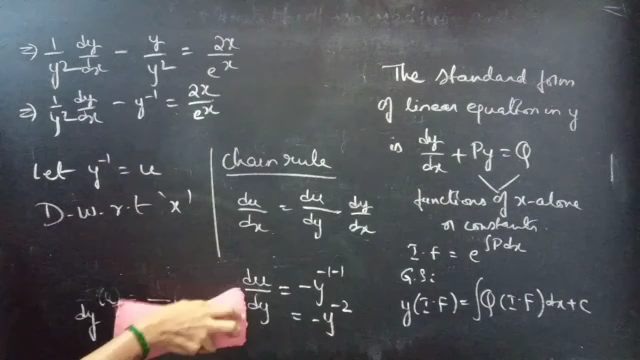 ⇒ 1/y² dy/dx - y/y² = 2x/e^x
⇒ 1/y² dy/dx - y^-1 = 2x/e^x
Let y^-1 = u
D.w.r.t 'x'
Chain rule
du/dx = du/dy dy/dx
du/dy = -y^-1-1
= -y^-2
dy
The standard form
of linear equation in y
is dy/dx + Py = Q
functions of x-alone
or constants.
I.F = e^∫Pdx
G.S:
y(I.F) = ∫Q(I.F)dx + C